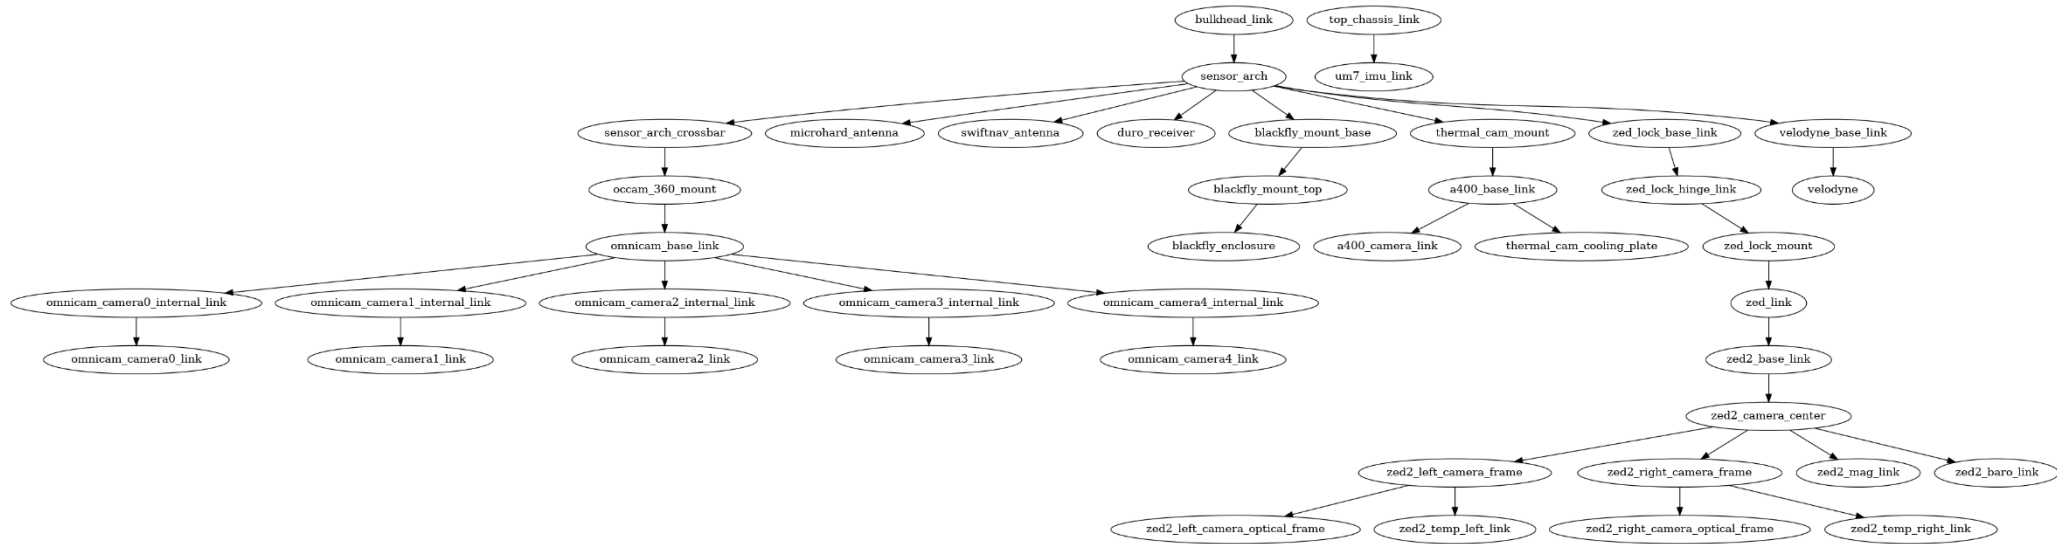 bulkhead_link top_chassis_link
sensor_arch um7_imu_link
sensor_arch_crossbar microhard_antenna swiftnav_antenna duro_receiver blackfly_mount_base thermal_cam_mount zed_lock_base_link velodyne_base_link
occam_360_mount blackfly_mount_top a400_base_link zed_lock_hinge_link velodyne
omnicam_base_link blackfly_enclosure a400_camera_link thermal_cam_cooling_plate zed_lock_mount
omnicam_camera0_internal_link omnicam_camera1_internal_link omnicam_camera2_internal_link omnicam_camera3_internal_link omnicam_camera4_internal_link zed_link
omnicam_camera0_link omnicam_camera1_link omnicam_camera2_link omnicam_camera3_link omnicam_camera4_link zed2_base_link
zed2_camera_center
zed2_left_camera_frame zed2_right_camera_frame zed2_mag_link zed2_baro_link
zed2_left_camera_optical_frame zed2_temp_left_link zed2_right_camera_optical_frame zed2_temp_right_link